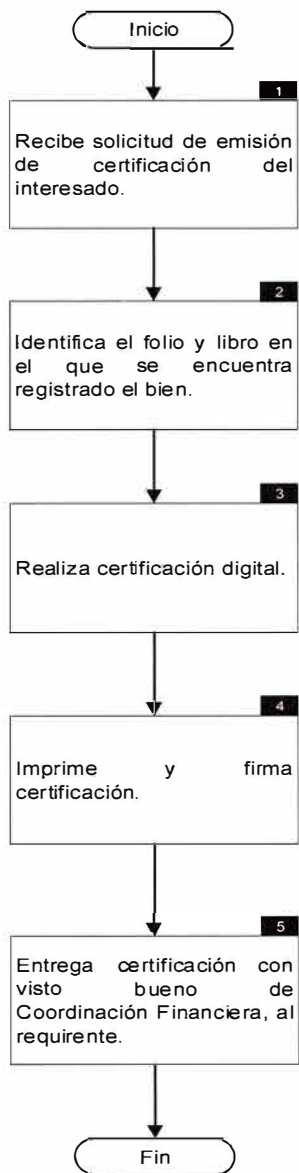 Inicio
1
Recibe solicitud de emisión
de certificación del
interesado.
2
Identifica el folio y libro en
el que se encuentra
registrado el bien.
3
Realiza certificación digital.
4
Imprime y firma
certificación.
5
Entrega certificación con
visto bueno de
Coordinación Financiera, al
requirente.
Fin